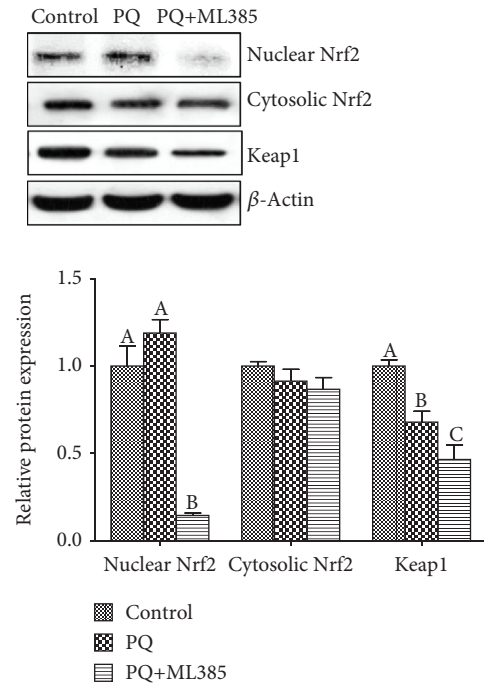 Control PQ PQ+ML385
Nuclear Nrf2
Cytosolic Nrf2
Keap1
β-Actin
1.5
1.0
0.5
0.0
Relative protein expression
A
A
B
A
B
C
Nuclear Nrf2 Cytosolic Nrf2 Keap1
Control
PQ
PQ+ML385